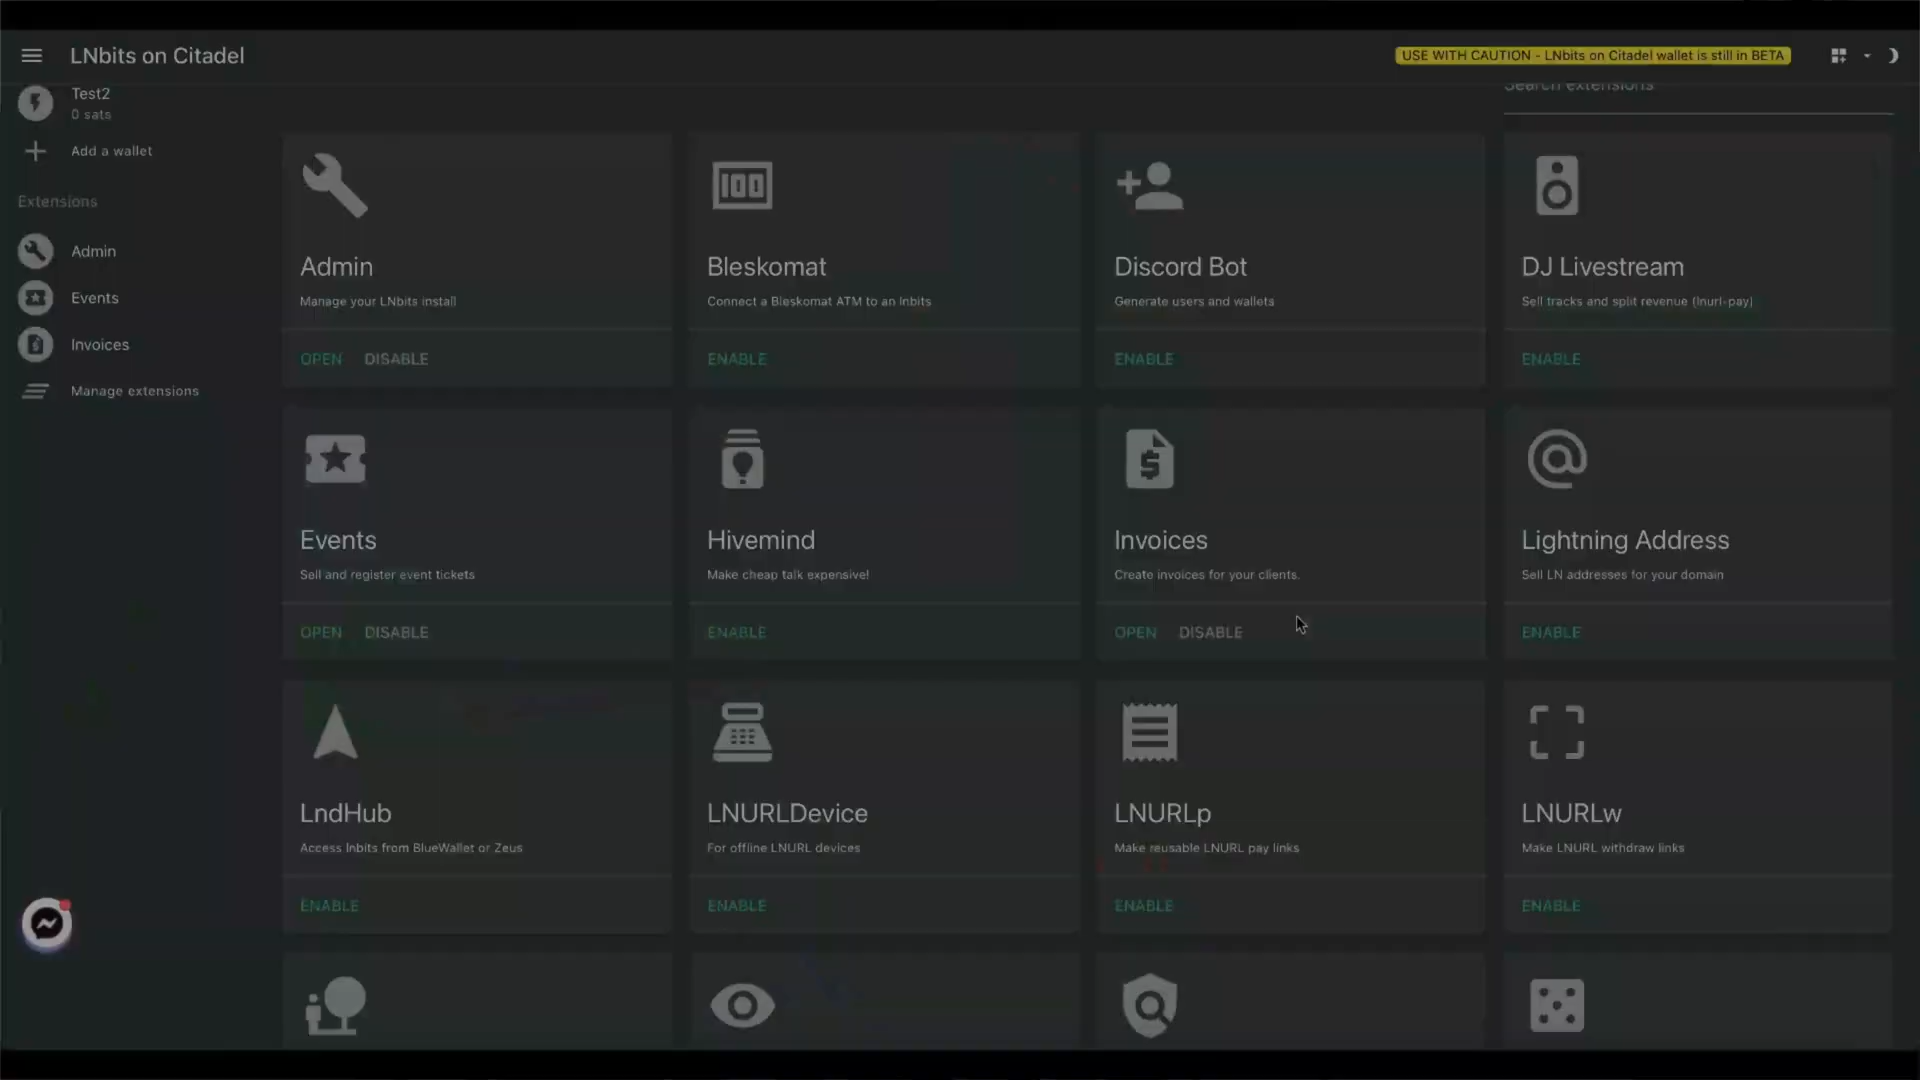 LNbits on Citadel
USE WITH CAUTION - LNbits on Citadel wallet is still in BETA
Test2
0 sats
Search extensions
Add a wallet
Extensions
Admin
Events
Invoices
Manage extensions
Admin
Manage your LNbits install
OPEN DISABLE
Bleskomat
Connect a Bleskomat ATM to an lnbits
ENABLE
Discord Bot
Generate users and wallets
ENABLE
DJ Livestream
Sell tracks and split revenue (lnurl-pay)
ENABLE
Events
Sell and register event tickets
OPEN DISABLE
Hivemind
Make cheap talk expensive!
ENABLE
Invoices
Create invoices for your clients.
OPEN DISABLE
Lightning Address
Sell LN addresses for your domain
ENABLE
LndHub
Access lnbits from BlueWallet or Zeus
ENABLE
LNURLDevice
For offline LNURL devices
ENABLE
LNURLp
Make reusable LNURL pay links
ENABLE
LNURLw
Make LNURL withdraw links
ENABLE
100